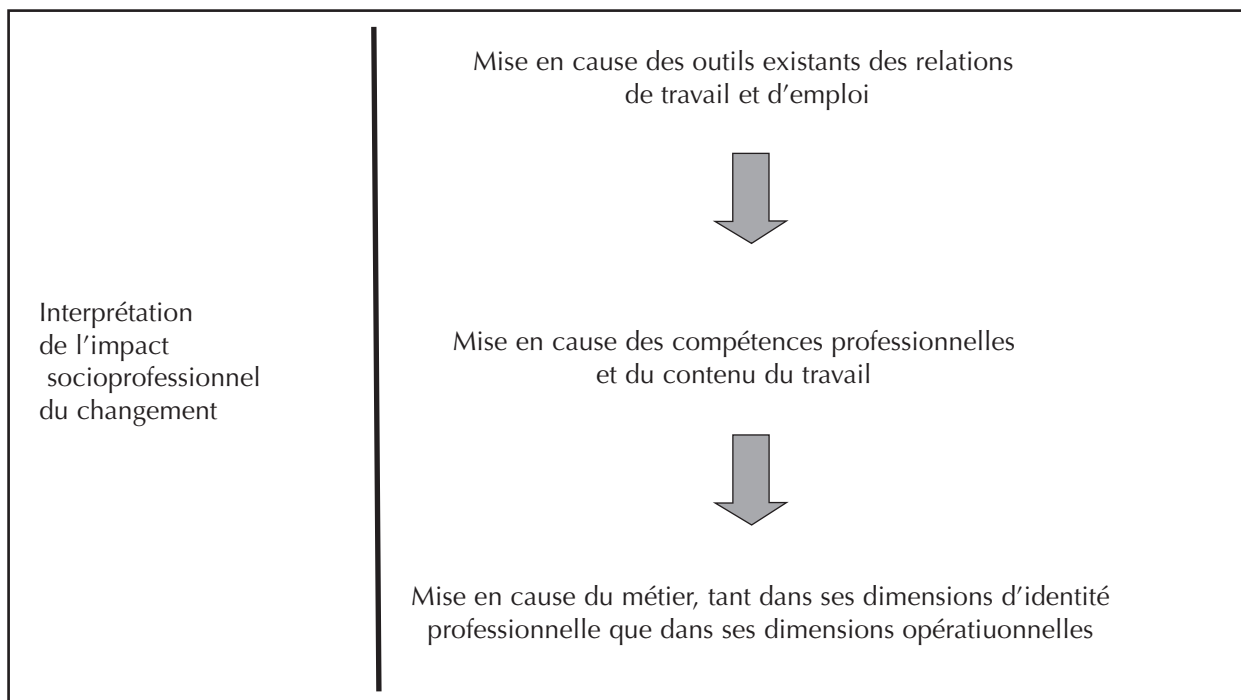 Interprétation
de l'impact
socioprofessionnel
du changement
Mise en cause des outils existants des relations
de travail et d'emploi
Mise en cause des compétences professionnelles
et du contenu du travail
Mise en cause du métier, tant dans ses dimensions d'identité
professionnelle que dans ses dimensions opératiuonnelles